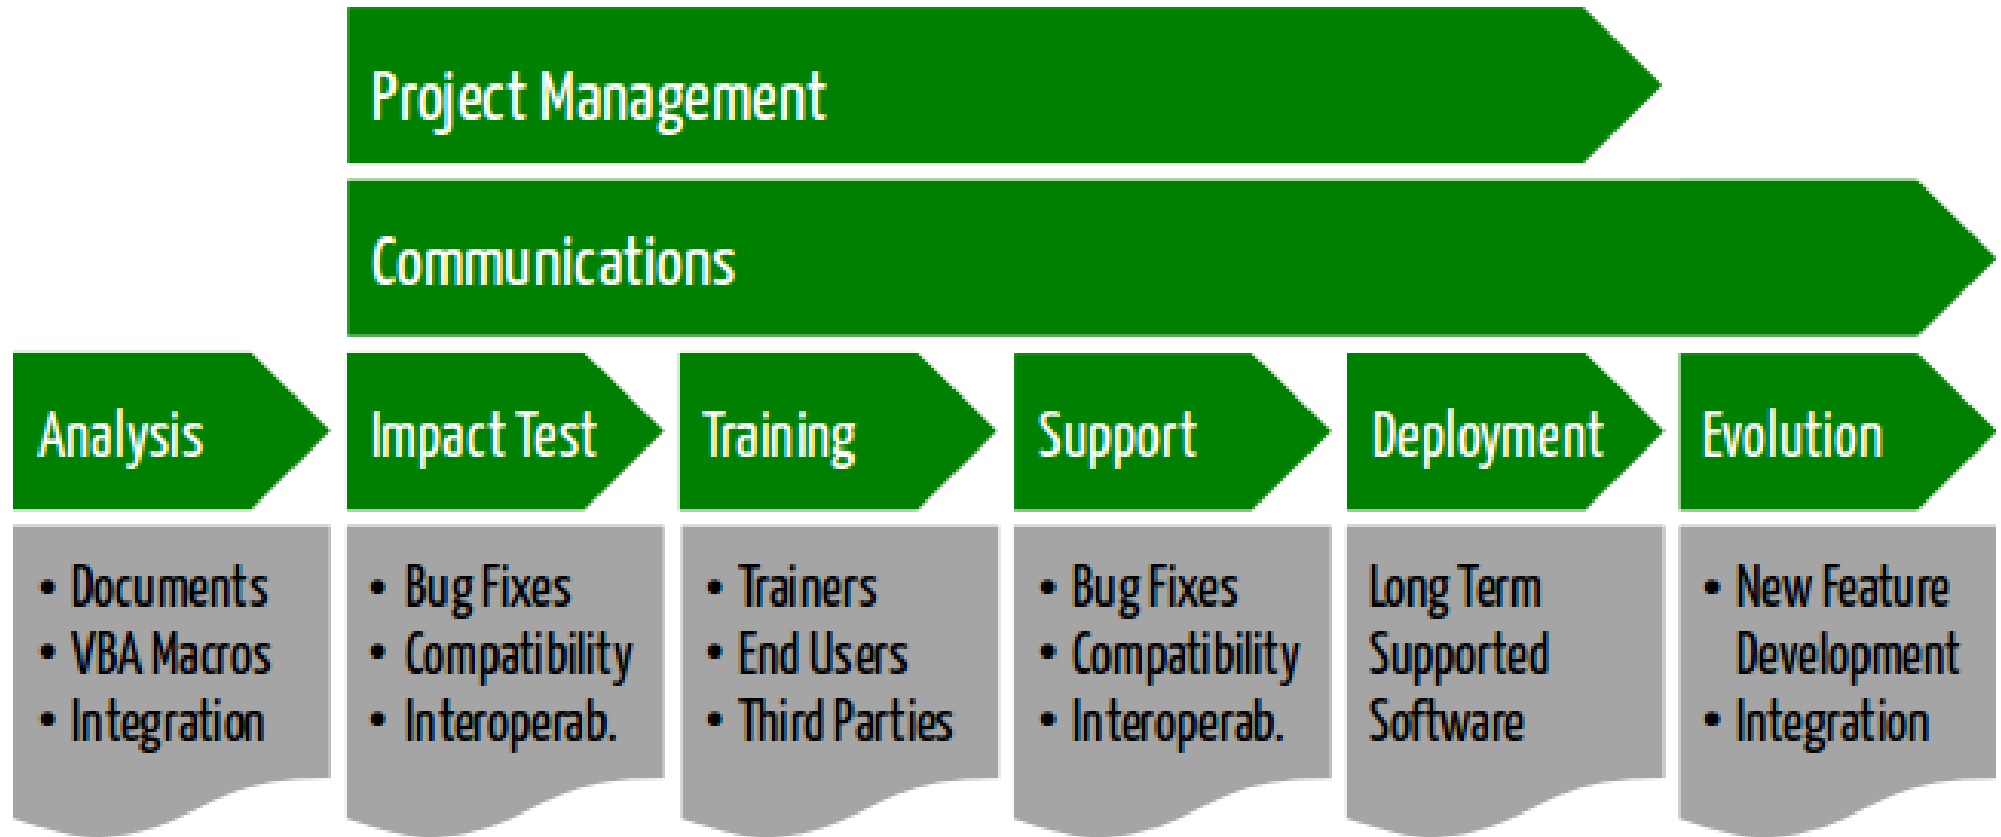 Project Management
Communications
Analysis
Impact Test
Training
Support
Deployment
Evolution
• Documents
• VBA Macros
• Integration
• Bug Fixes
• Compatibility
• Interoperab.
• Trainers
• End Users
• Third Parties
• Bug Fixes
• Compatibility
• Interoperab.
Long Term
Supported
Software
• New Feature
Development
• Integration